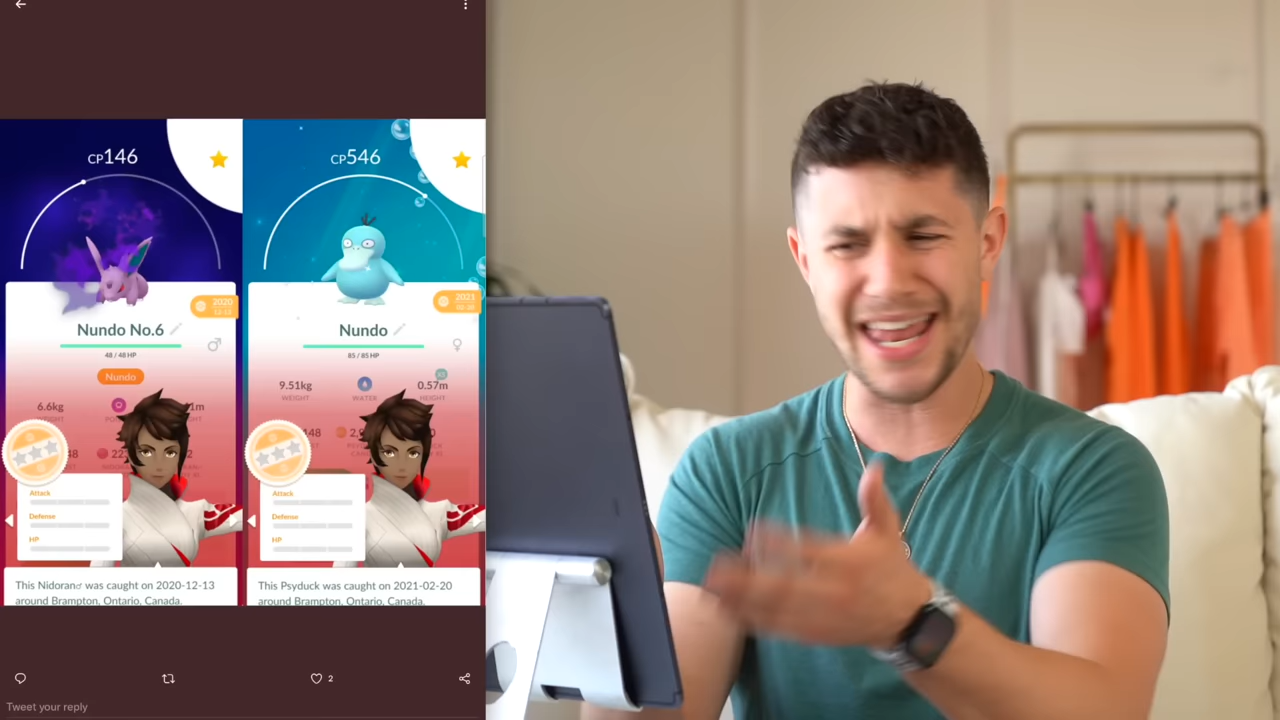 CP146
Nundo No.6
48 / 48 HP
Nundo
6.6kg
2020
Attack
Defense
HP
This Nidoran♂ was caught on 2020-12-13
around Brampton, Ontario, Canada.
CP546
2021
Nundo
85 / 85 HP
9.51kg
WEIGHT
WATER
0.57m
HEIGHT
XS
148
Attack
Defense
HP
This Psyduck was caught on 2021-02-20
around Brampton, Ontario, Canada.
2
Tweet your reply